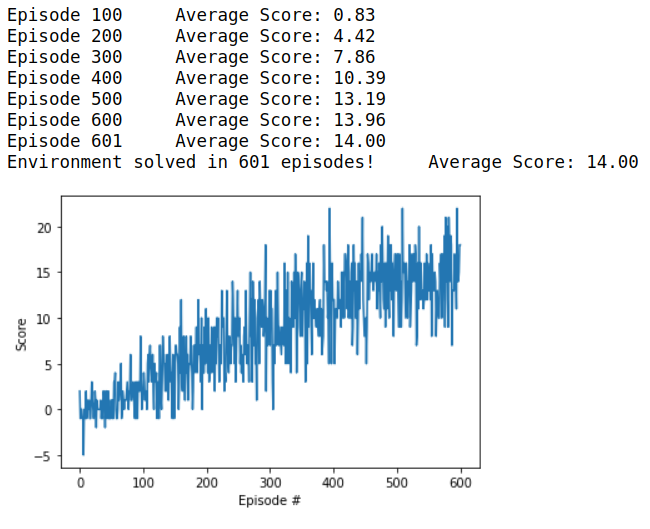 Episode 100     Average Score: 0.83
Episode 200     Average Score: 4.42
Episode 300     Average Score: 7.86
Episode 400     Average Score: 10.39
Episode 500     Average Score: 13.19
Episode 600     Average Score: 13.96
Episode 601     Average Score: 14.00
Environment solved in 601 episodes!     Average Score: 14.00
20
15
10
5
0
−5
Score
0 100 200 300 400 500 600
Episode #